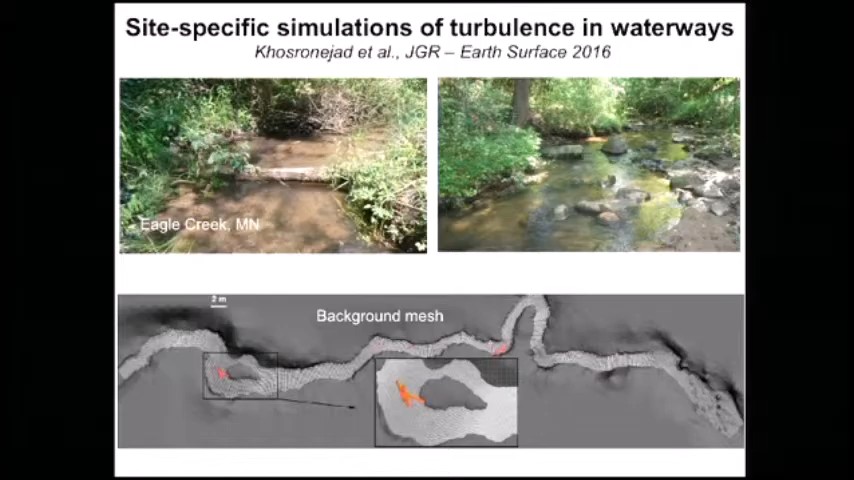 Site-specific simulations of turbulence in waterways
Khosronejad et al., JGR – Earth Surface 2016
Eagle Creek, MN
2 m
Background mesh